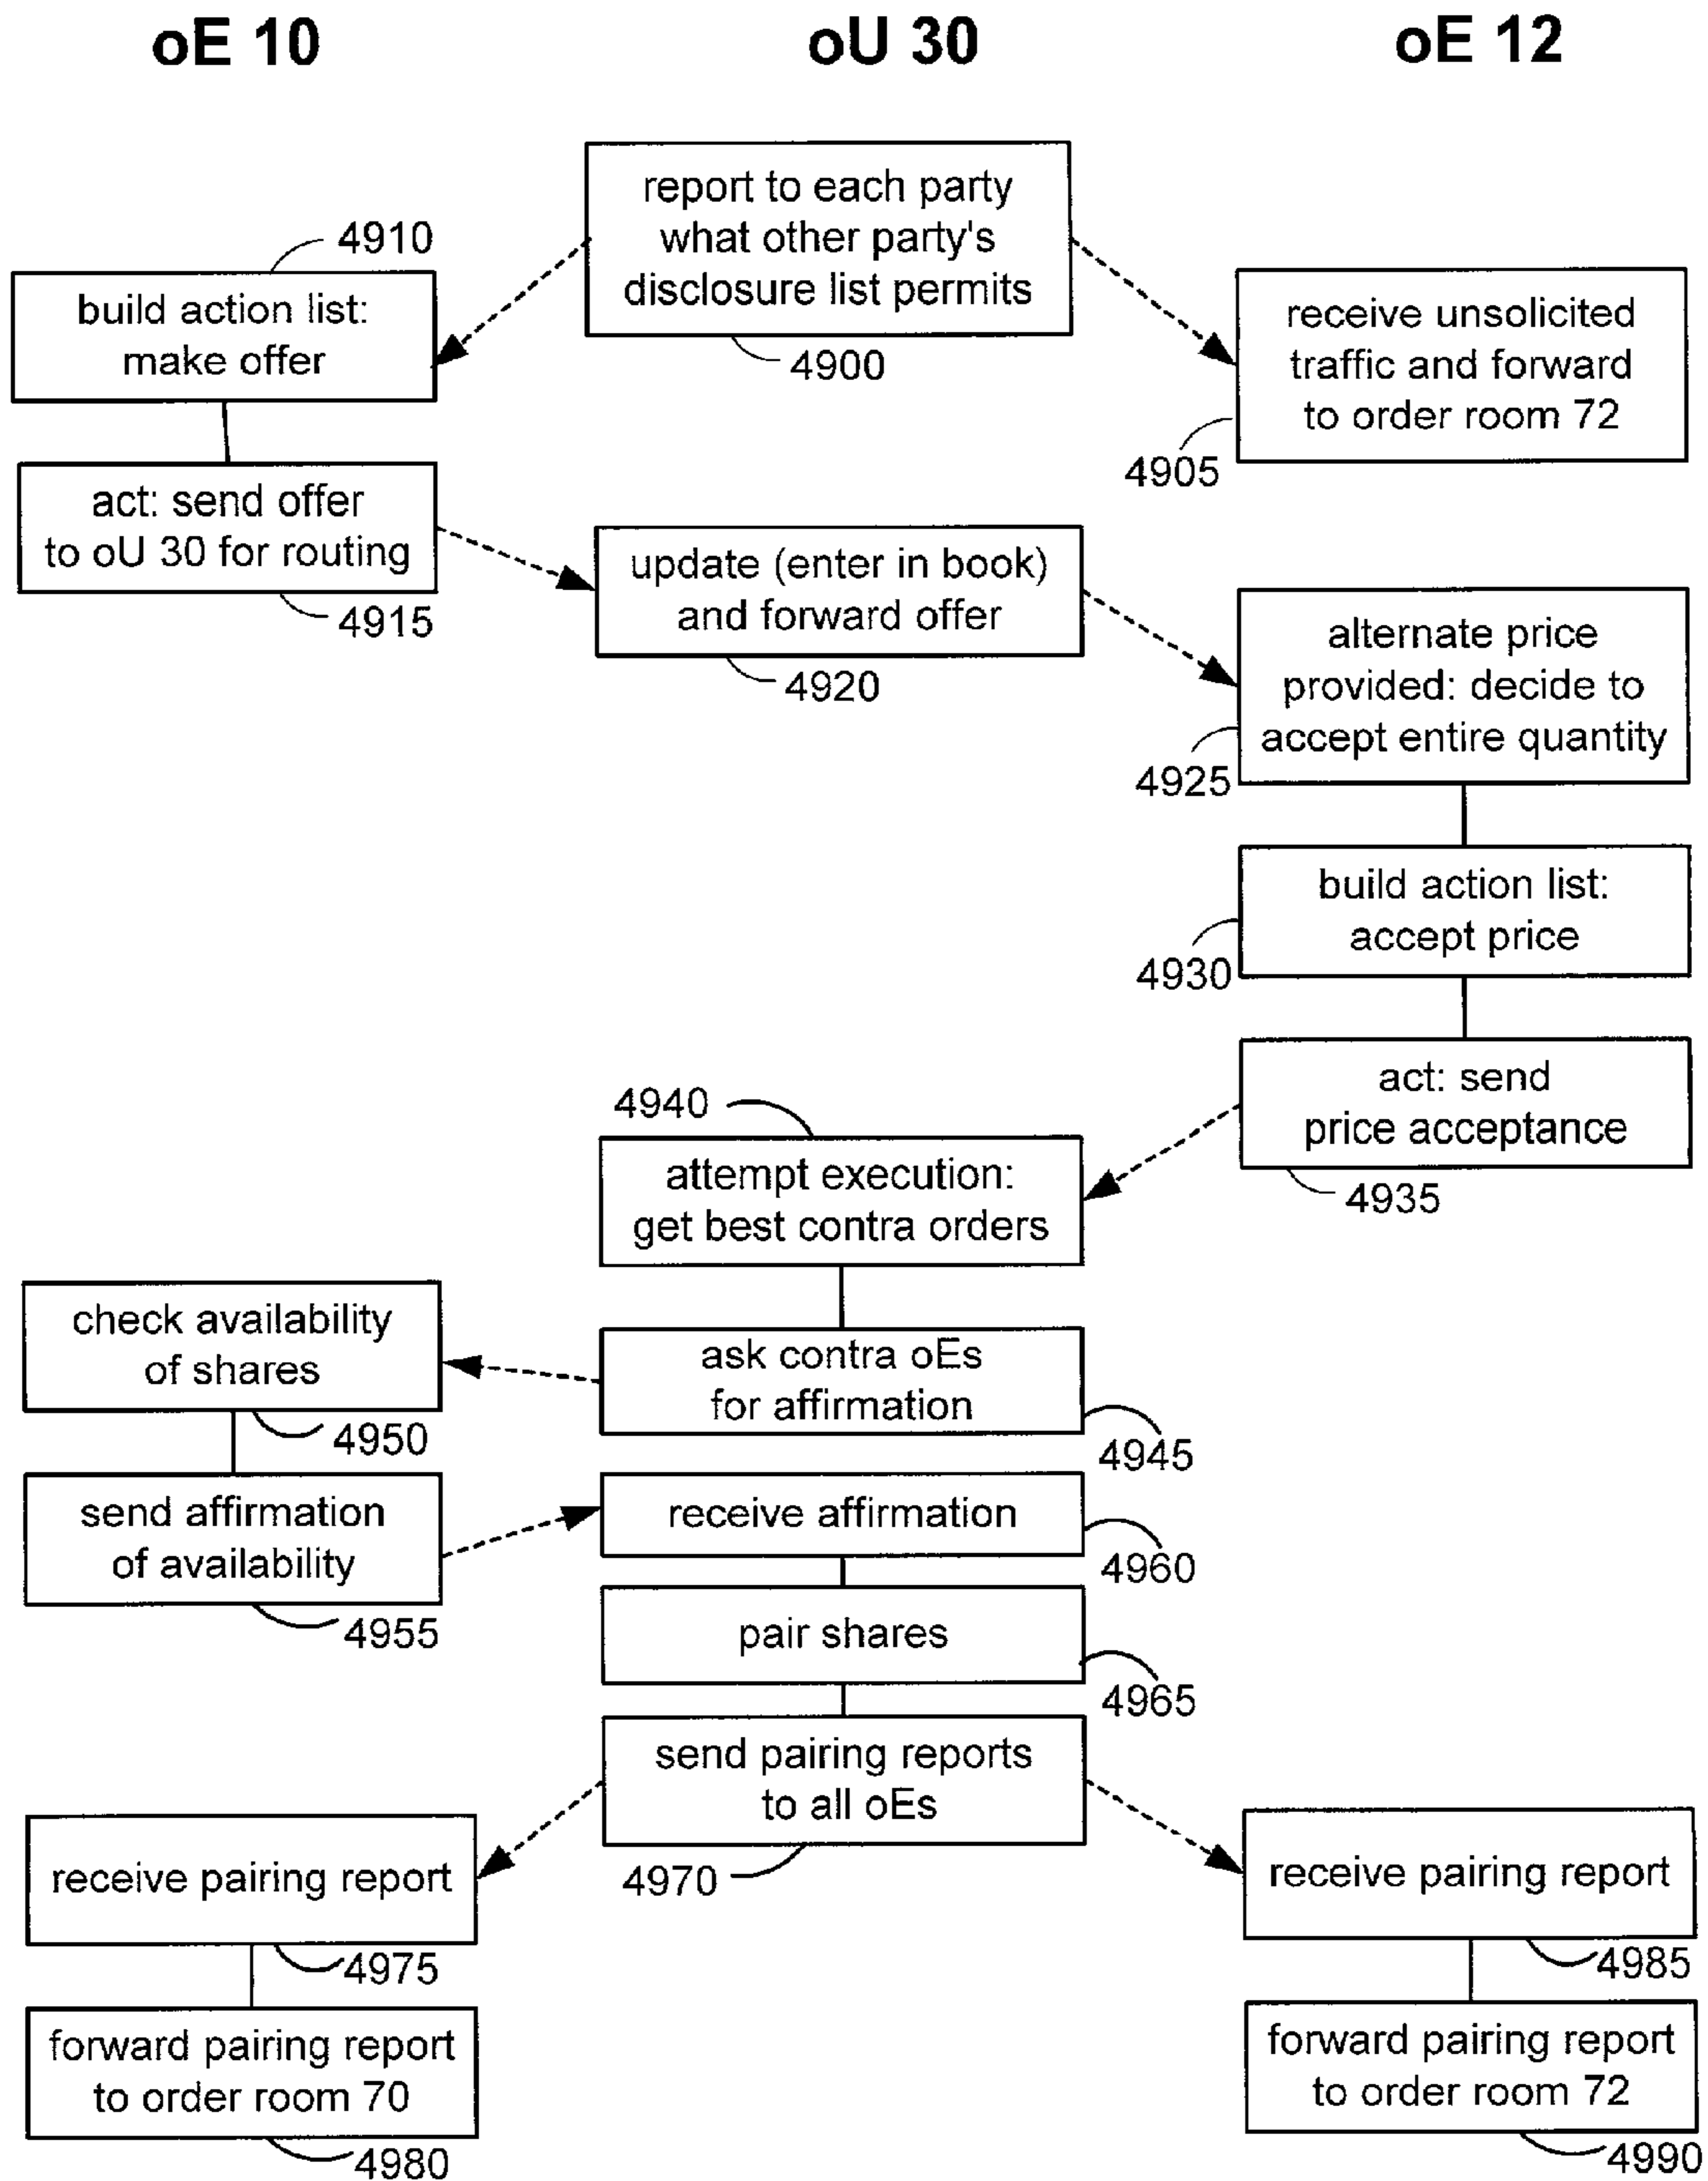 oE 10
oU 30
oE 12
report to each party
what other party's
disclosure list permits
4900
4910
build action list:
make offer
receive unsolicited
traffic and forward
to order room 72
4905
act: send offer
to oU 30 for routing
4915
update (enter in book)
and forward offer
4920
alternate price
provided: decide to
accept entire quantity
4925
build action list:
accept price
4930
act: send
price acceptance
4935
4940
attempt execution:
get best contra orders
ask contra oEs
for affirmation
4945
check availability
of shares
4950
send affirmation
of availability
4955
receive affirmation
4960
pair shares
4965
send pairing reports
to all oEs
4970
receive pairing report
4975
forward pairing report
to order room 70
4980
receive pairing report
4985
forward pairing report
to order room 72
4990